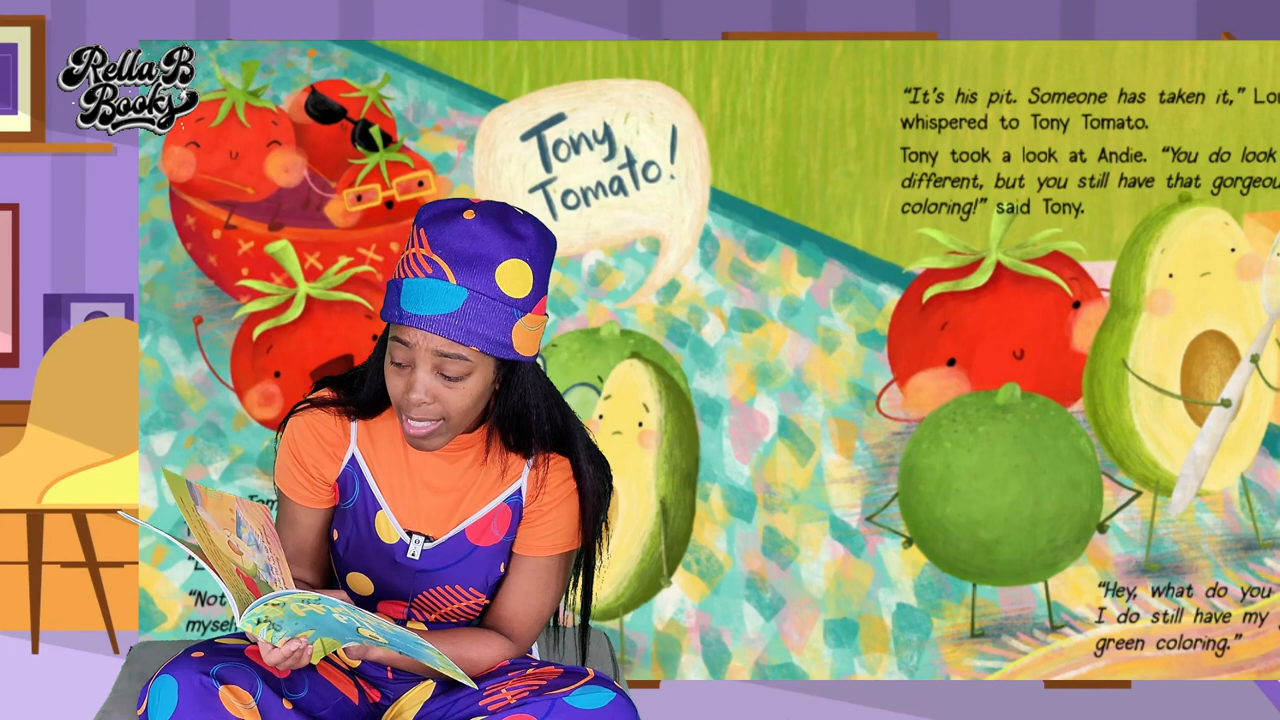 Rella B
Books
Tony
Tomato!
"It's his pit. Someone has taken it,"
whispered to Tony Tomato.
Tony took a look at Andie. "You do look
different, but you still have that
coloring!" said Tony.
"Not
"Hey, what do you
I do still have my
green coloring."